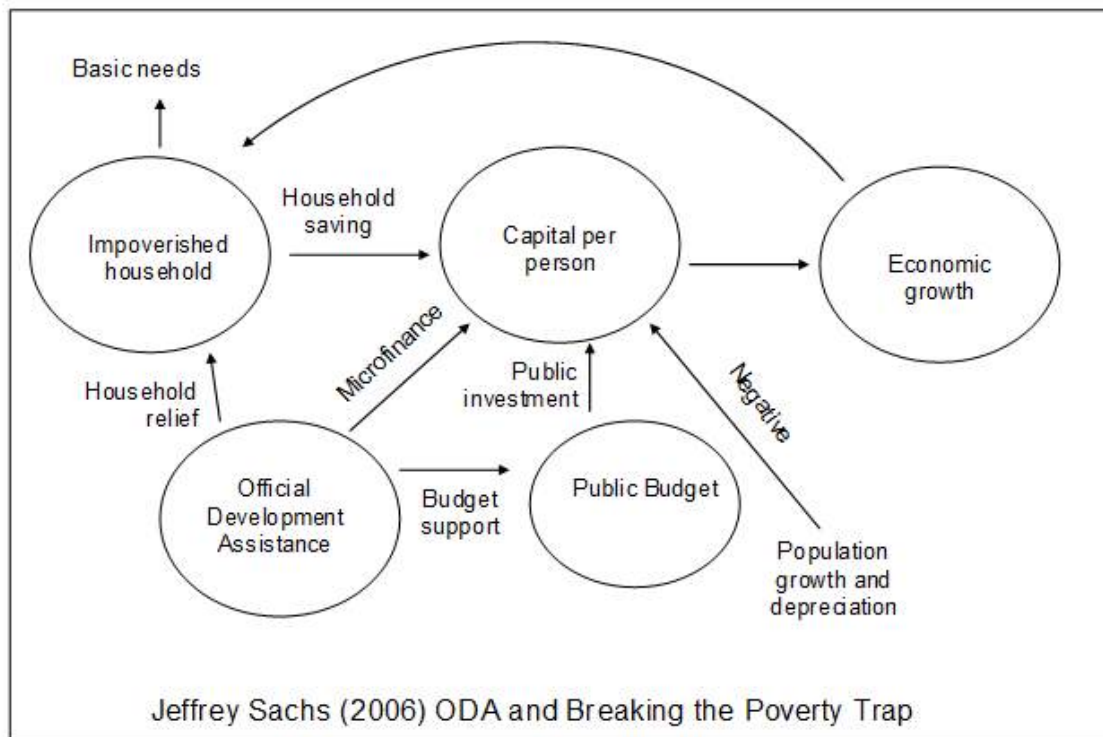 Basic needs
Household
saving
Impoverished
household
Capital per
person
Economic
growth
Household
relief
Microfinance
Public
investment
Negative
Official
Development
Assistance
Budget
support
Public Budget
Population
growth and
depreciation
Jeffrey Sachs (2006) ODA and Breaking the Poverty Trap